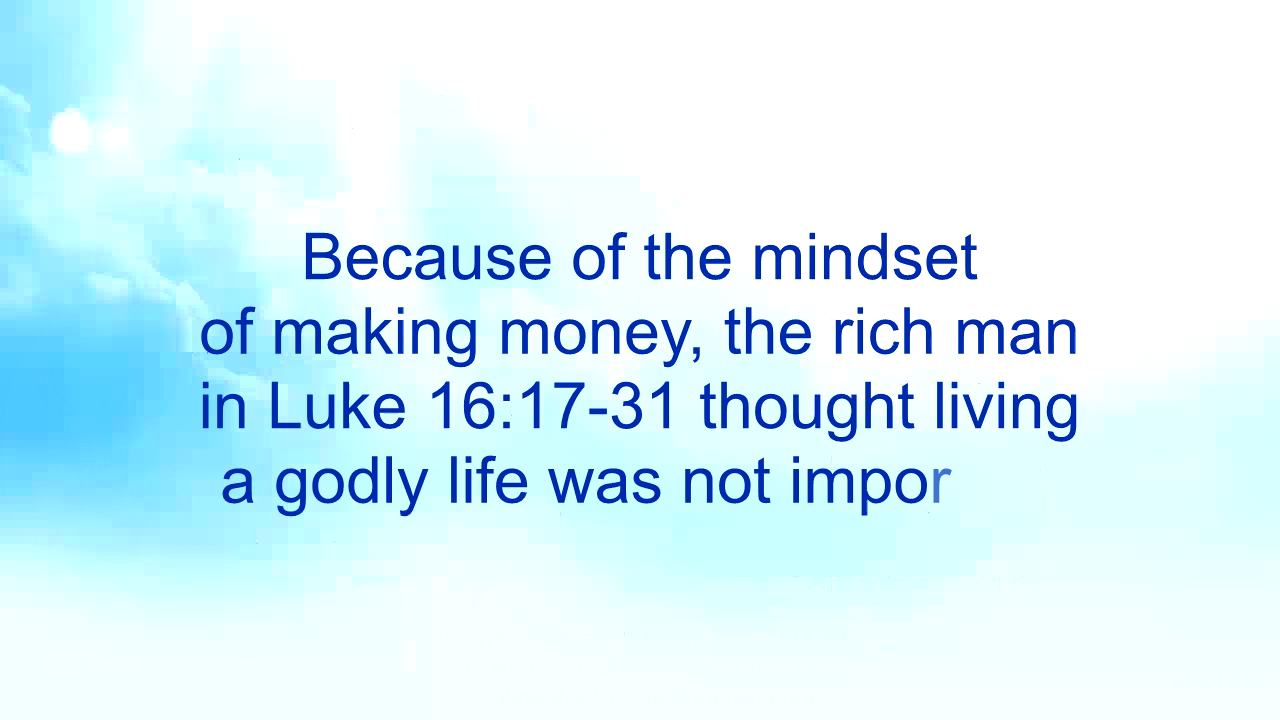 Because of the mindset
of making money, the rich man
in Luke 16:17-31 thought living
a godly life was not impor